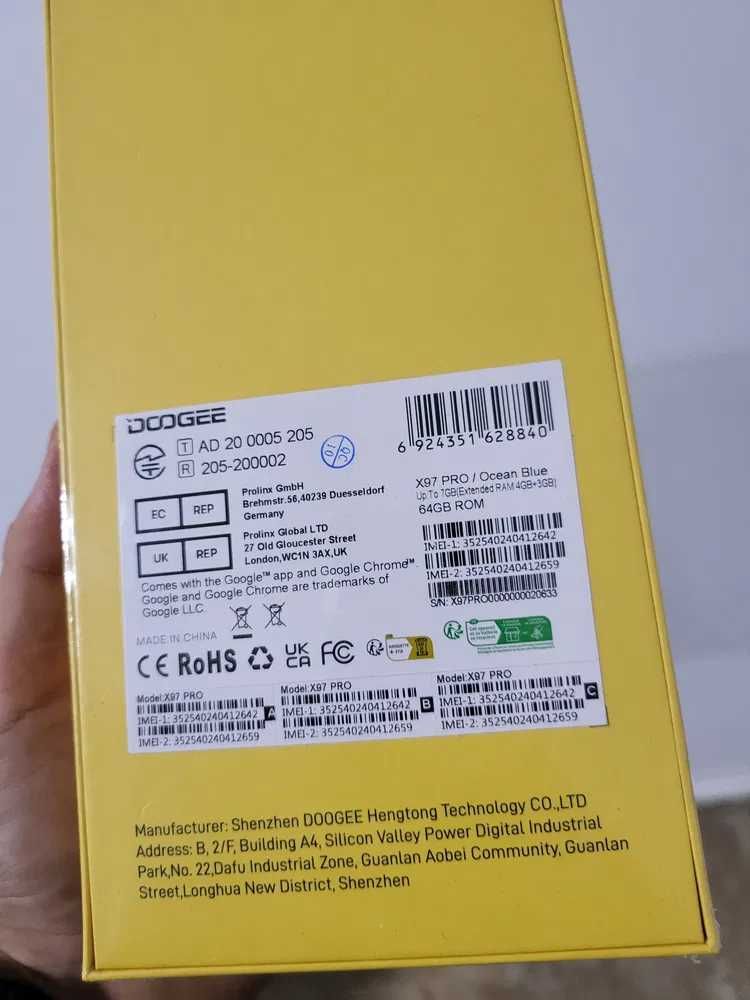 DOOGEE
T AD 20 0005 205
R 205-200002
QC
10
6 924351 628840
EC REP
Prolinx GmbH
Brehmstr.56,40239 Duesseldorf
Germany
UK REP
Prolinx Global LTD
27 Old Gloucester Street
London,WC1N 3AX,UK
X97 PRO / Ocean Blue
Up To 7GB(Extended RAM 4GB+3GB)
64GB ROM
IMEI-1: 352540240412642
IMEI-2: 352540240412659
S/N: X97PRO0000000020633
Comes with the Google™ app and Google Chrome™.
Google and Google Chrome are trademarks of
Google LLC.
MADE IN CHINA
CE RoHS UK CA FC
Model:X97 PRO
IMEI-1: 352540240412642
IMEI-2: 352540240412659
A
Model:X97 PRO
IMEI-1: 352540240412642
IMEI-2: 352540240412659
B
Model:X97 PRO
IMEI-1: 352540240412642
IMEI-2: 352540240412659
C
Manufacturer: Shenzhen DOOGEE Hengtong Technology CO.,LTD
Address: B, 2/F, Building A4, Silicon Valley Power Digital Industrial
Park,No. 22,Dafu Industrial Zone, Guanlan Aobei Community, Guanlan
Street,Longhua New District, Shenzhen